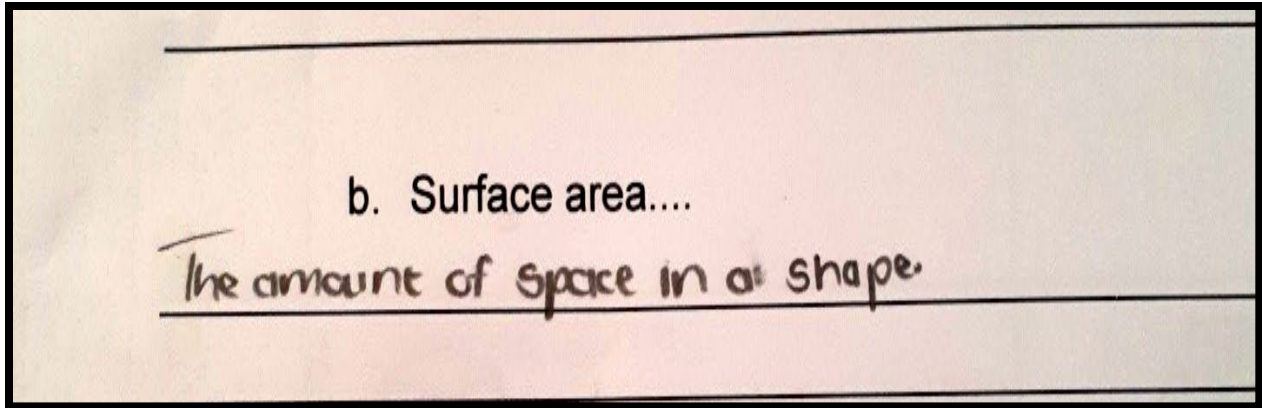 b. Surface area....
The amount of space in a shape.